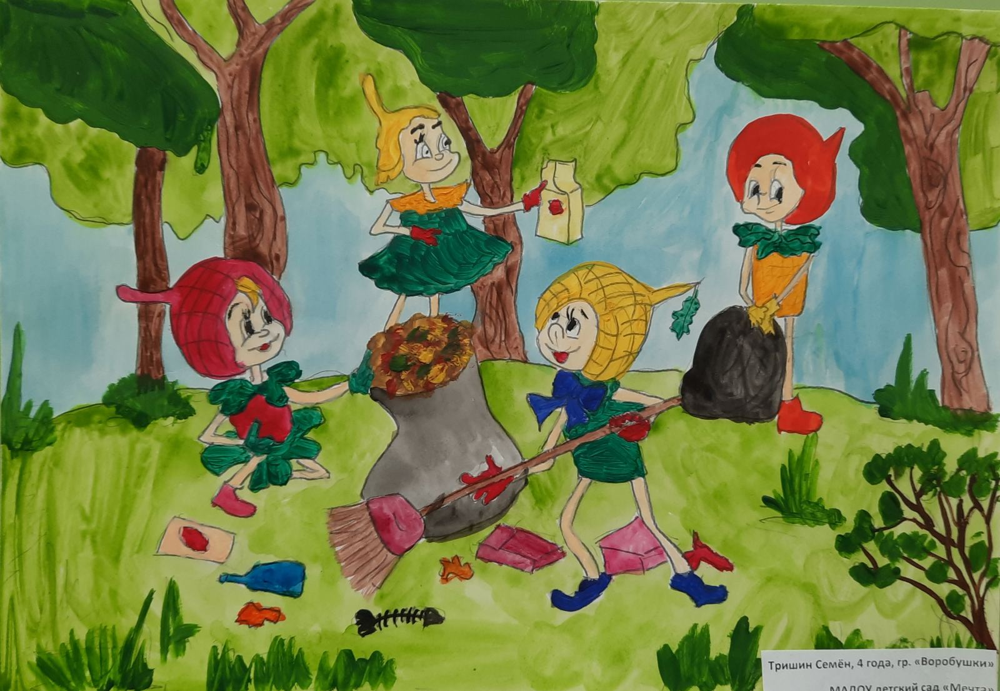 Тришин Семён, 4 года, гр. «Воробушки»
МАДОУ детский сад «Мечта»